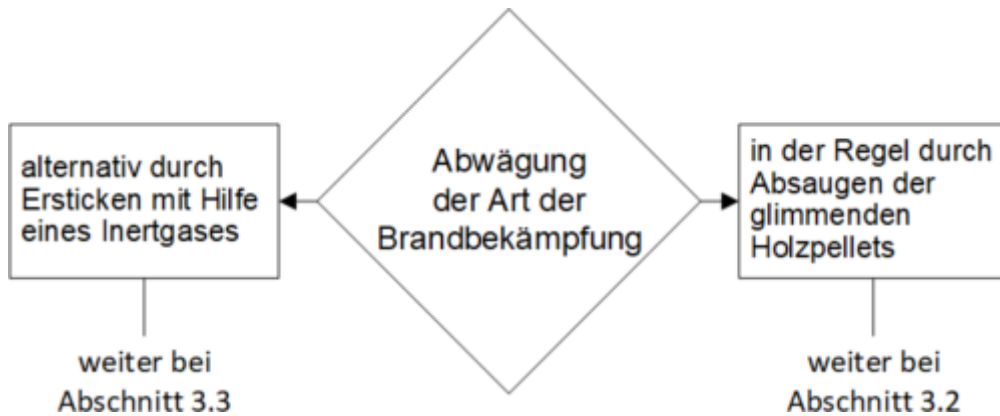 alternativ durch
Ersticken mit Hilfe
eines Inertgases
weiter bei
Abschnitt 3.3
Abwägung
der Art der
Brandbekämpfung
in der Regel durch
Absaugen der
glimmenden
Holzpellets
weiter bei
Abschnitt 3.2